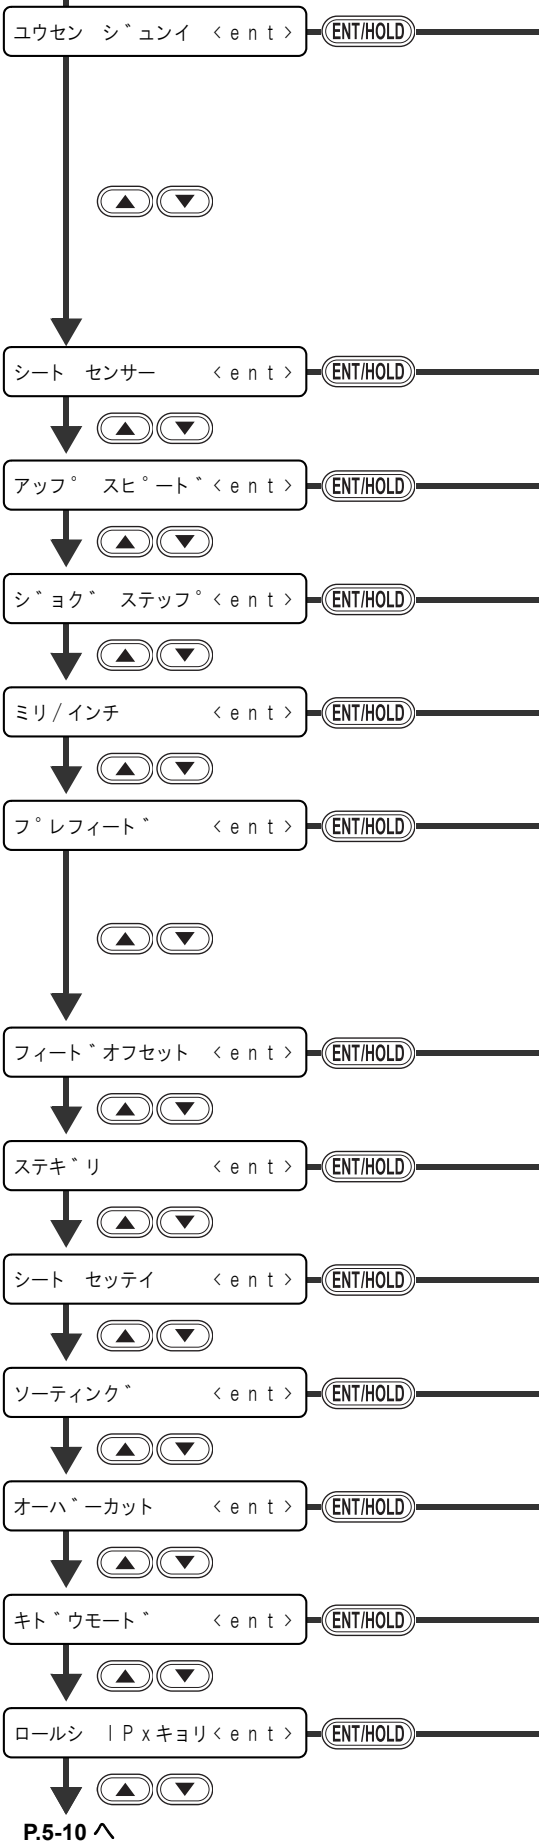 ユウセン シ゛ュンイ <ent> ENT/HOLD
シート センサー <ent> ENT/HOLD
アッフ゜ スヒ゜ート゛<ent> ENT/HOLD
シ゛ョク゛ ステッフ゜<ent> ENT/HOLD
ミリ/インチ <ent> ENT/HOLD
フ゜レフィート゛ <ent> ENT/HOLD
フィート゛オフセット <ent> ENT/HOLD
ステキ゛リ <ent> ENT/HOLD
シート セッテイ <ent> ENT/HOLD
ソーティンク゛ <ent> ENT/HOLD
オーハ゛ーカット <ent> ENT/HOLD
キト゛ウモート゛ <ent> ENT/HOLD
ロールシ IPxキョリ<ent> ENT/HOLD
P.5-10 へ